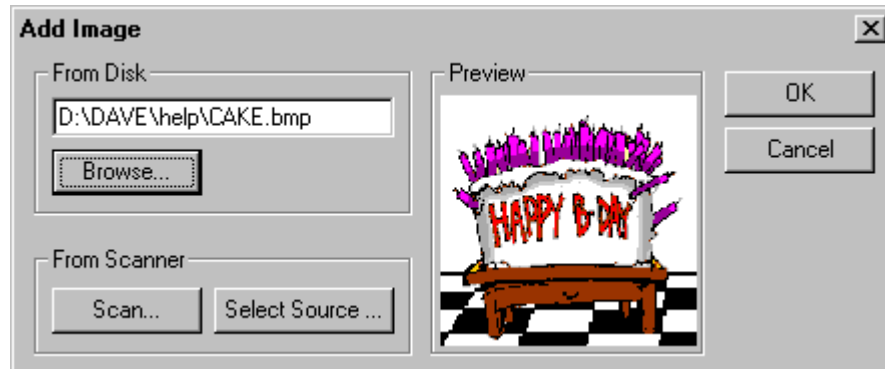 Add Image
From Disk
D:\DAVE\help\CAKE.bmp
Browse...
From Scanner
Scan...
Select Source ...
Preview
HAPPY B-DAY
OK
Cancel